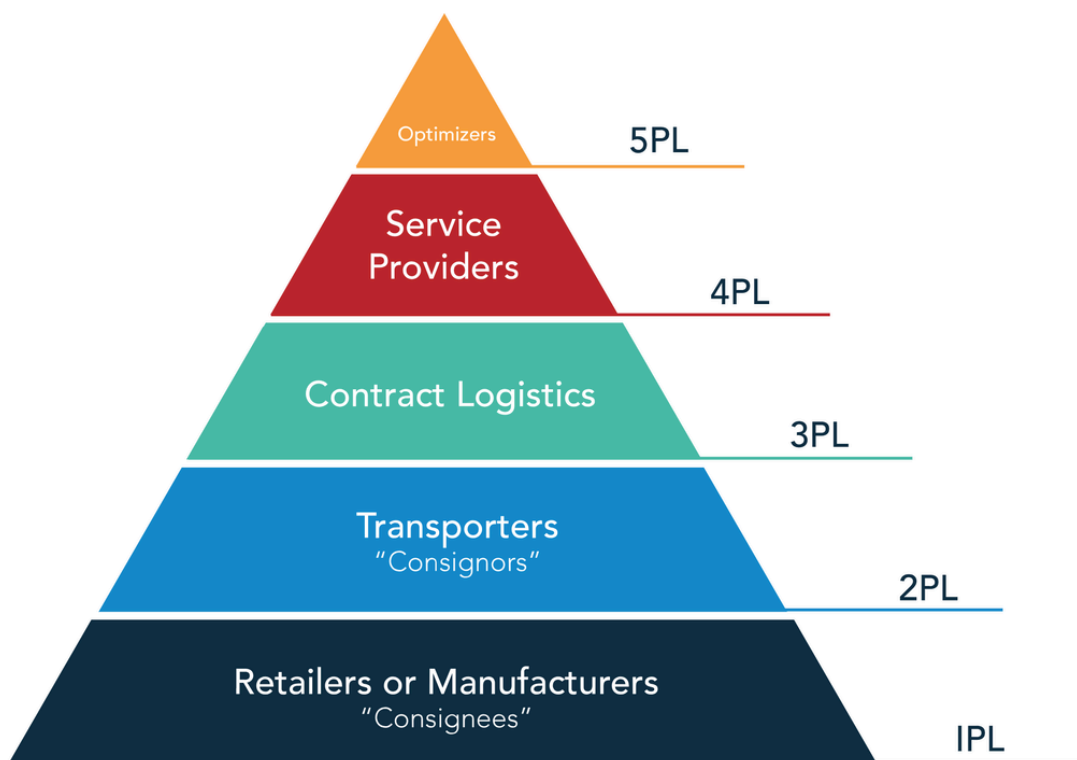 Optimizers
5PL
Service
Providers
4PL
Contract Logistics
3PL
Transporters
“Consignors”
2PL
Retailers or Manufacturers
“Consignees”
IPL